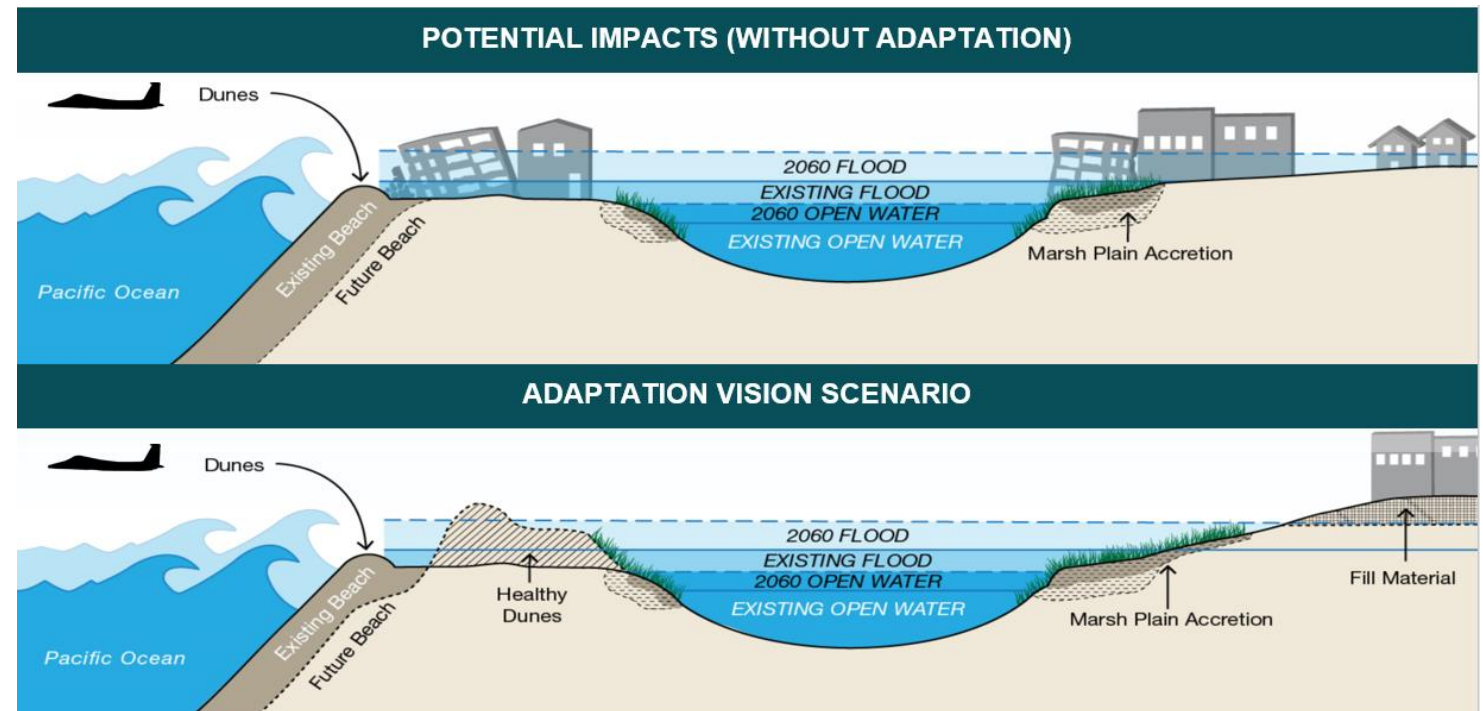 POTENTIAL IMPACTS (WITHOUT ADAPTATION)
Dunes
2060 FLOOD
EXISTING FLOOD
2060 OPEN WATER
EXISTING OPEN WATER
Existing Beach
Future Beach
Marsh Plain Accretion
Pacific Ocean
ADAPTATION VISION SCENARIO
Dunes
2060 FLOOD
EXISTING FLOOD
2060 OPEN WATER
EXISTING OPEN WATER
Existing Beach
Future Beach
Healthy
Dunes
Marsh Plain Accretion
Fill Material
Pacific Ocean